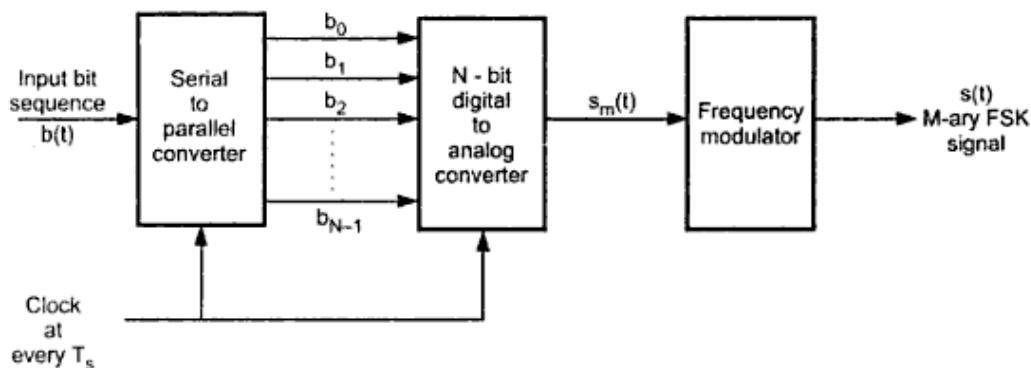 Input bit
sequence
b(t)
Serial
to
parallel
converter
b0
b1
b2
bN-1
N - bit
digital
to
analog
converter
sm(t)
Frequency
modulator
s(t)
M-ary FSK
signal
Clock
at
every Ts